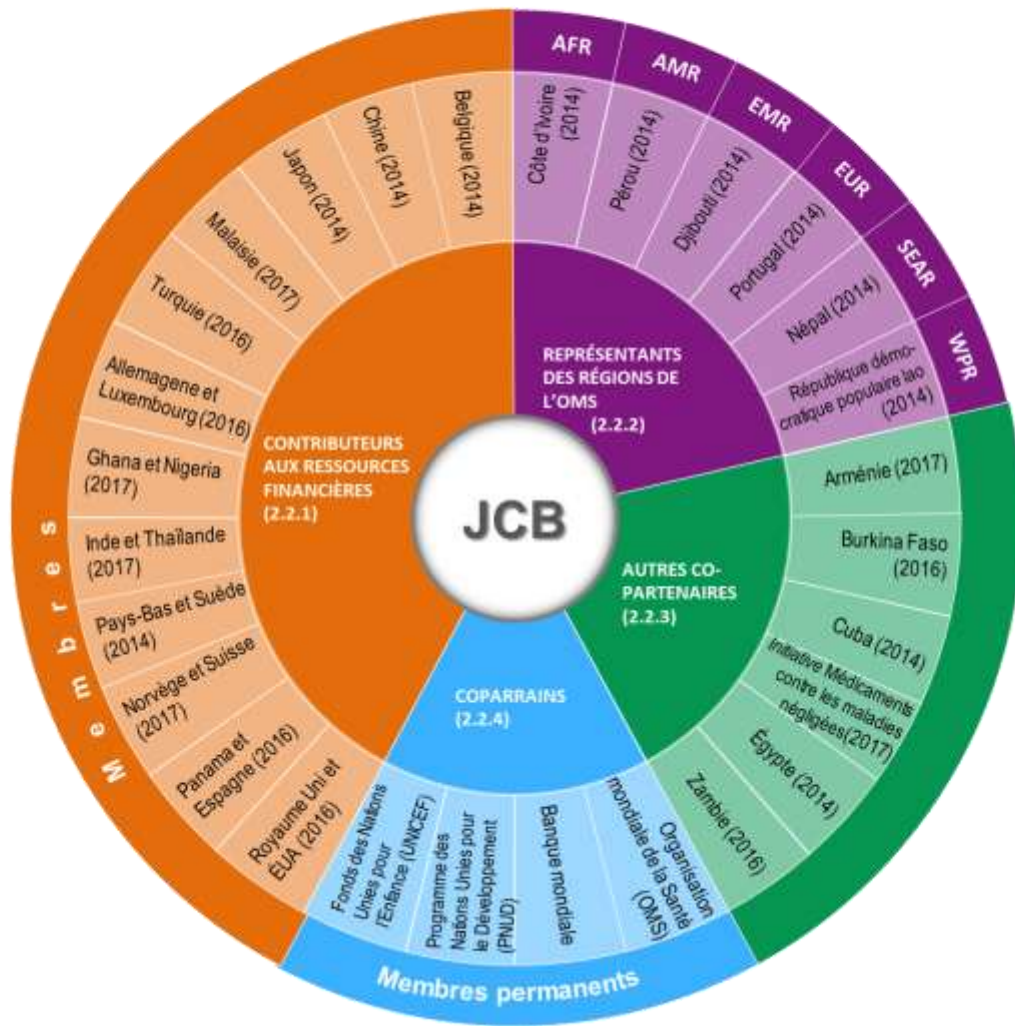 JCB
REPRÉSENTANTS
DES RÉGIONS DE
L'OMS
(2.2.2)
AFR
AMR
EMR
EUR
SEAR
WPR
Côte d'Ivoire
(2014)
Pérou (2014)
Djibouti (2014)
Portugal (2014)
Népal (2014)
République démo-
cratique populaire lao
(2014)
AUTRES CO-
PARTENAIRES
(2.2.3)
Arménie (2017)
Burkina Faso
(2016)
Cuba (2014)
Initiative Médicaments
contre les maladies
négligées(2017)
Égypte (2014)
Zambie (2016)
COPARRAINS
(2.2.4)
Organisation
mondiale de la Santé
(OMS)
Banque mondiale
Programme des
Nations Unies pour
le Développement
(PNUD)
Fonds des Nations
Unies pour
l'Enfance (UNICEF)
Membres permanents
CONTRIBUTEURS
AUX RESSOURCES
FINANCIÈRES
(2.2.1)
Royaume Uni et
EUA (2016)
Panama et
Espagne (2016)
Norvège et Suisse
(2017)
Pays-Bas et Suède
(2014)
Inde et Thaïlande
(2017)
Ghana et Nigeria
(2017)
Allemagene et
Luxembourg (2016)
Turquie (2016)
Malaisie (2017)
Japon (2014)
Chine (2014)
Belgique (2014)
Membres